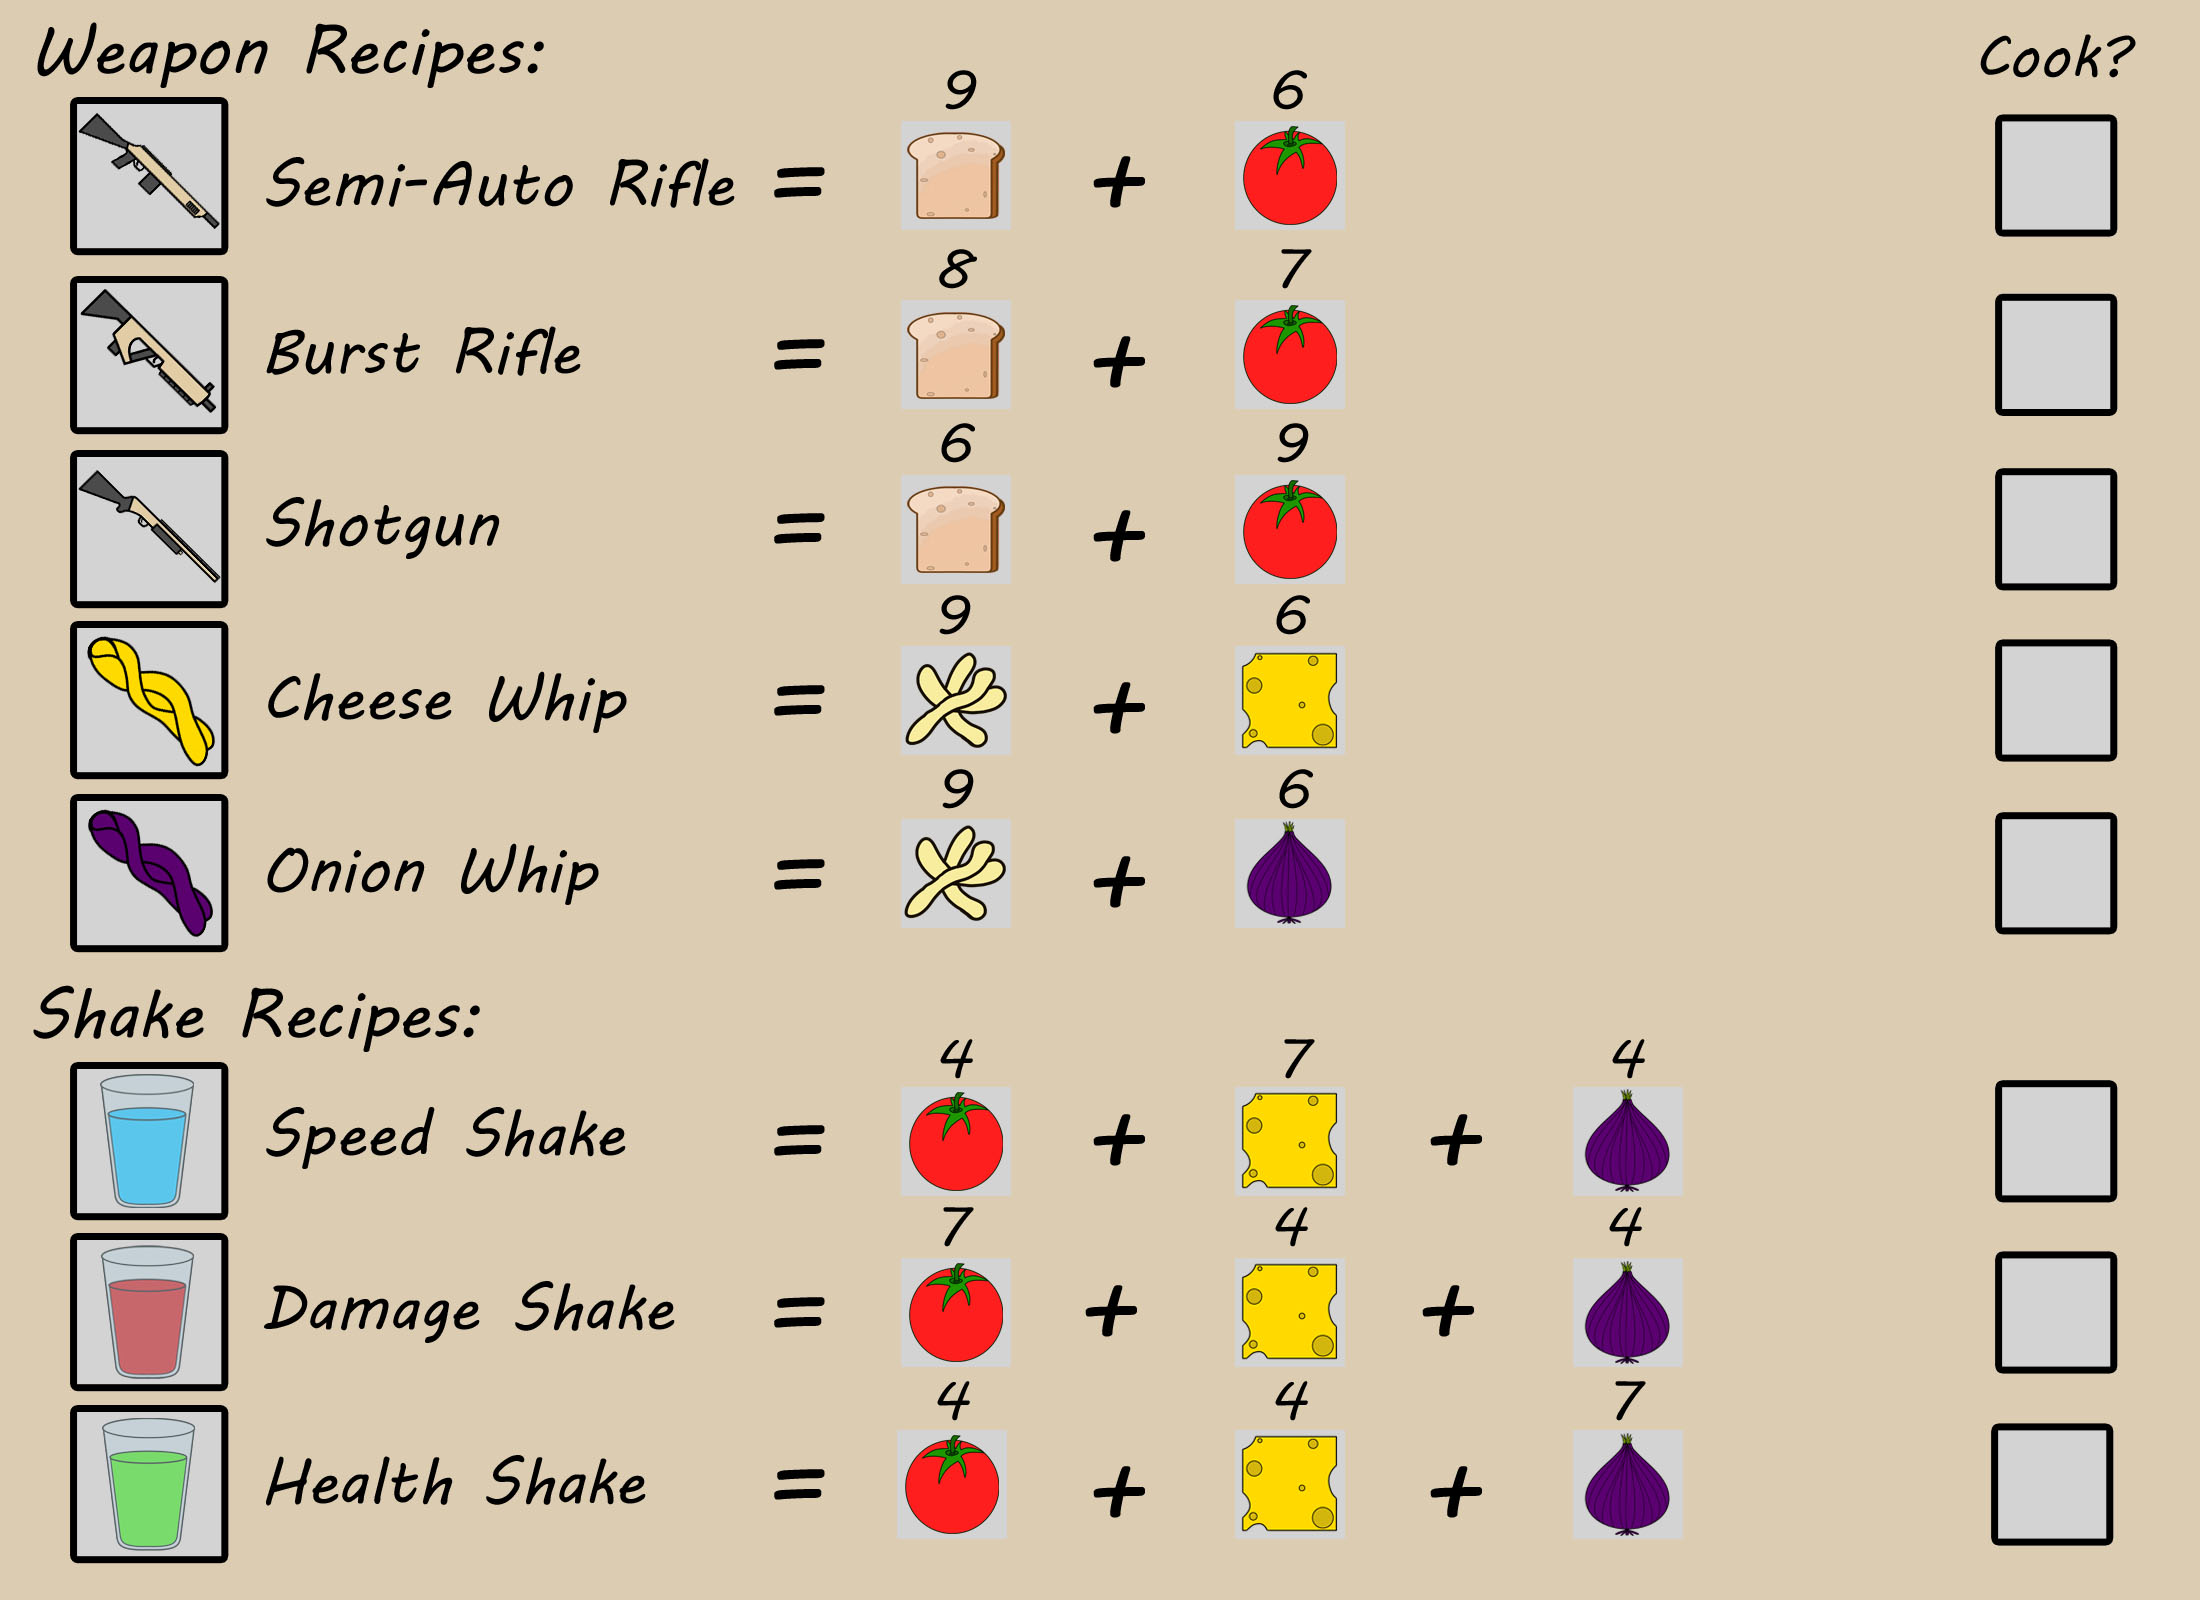 Weapon Recipes:
Cook?
9 6
Semi-Auto Rifle = +
8 7
Burst Rifle = +
6 9
Shotgun = +
9 6
Cheese Whip = +
9 6
Onion Whip = +
Shake Recipes:
4 7 4
Speed Shake = + +
7 4 4
Damage Shake = + +
4 4 7
Health Shake = + +